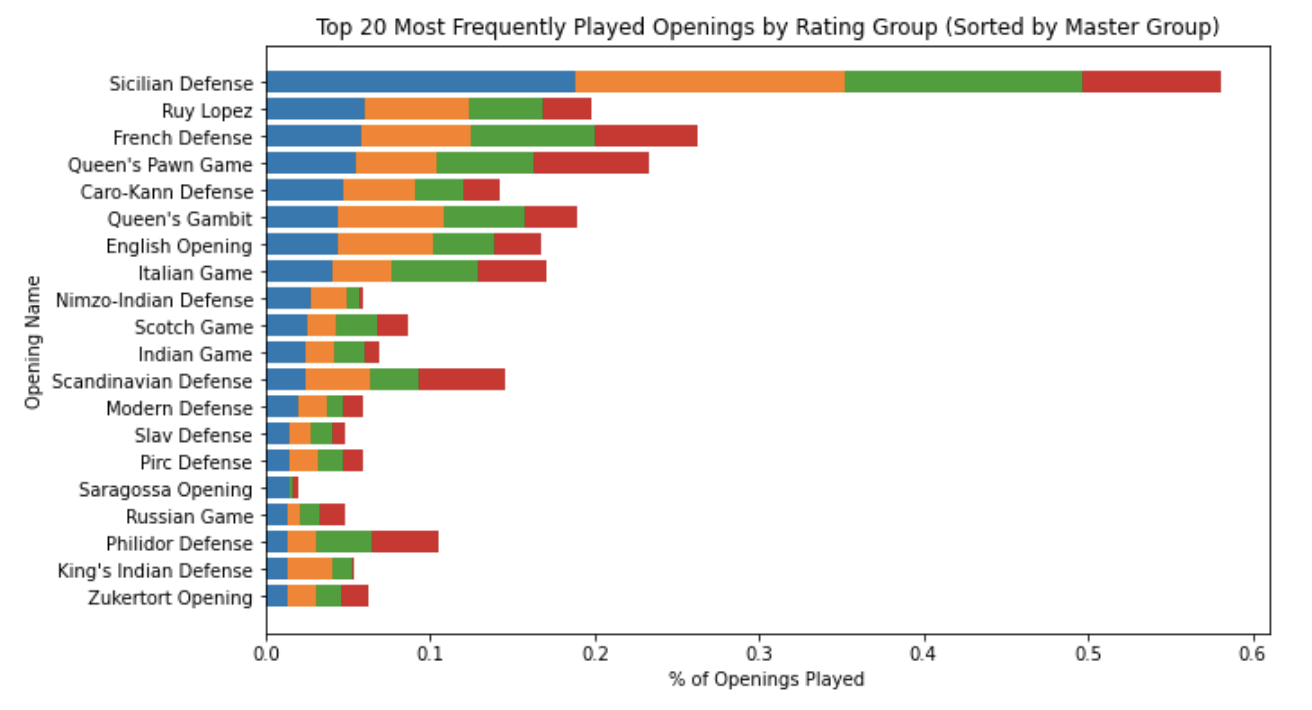 Top 20 Most Frequently Played Openings by Rating Group (Sorted by Master Group)
Opening Name
Sicilian Defense
Ruy Lopez
French Defense
Queen's Pawn Game
Caro-Kann Defense
Queen's Gambit
English Opening
Italian Game
Nimzo-Indian Defense
Scotch Game
Indian Game
Scandinavian Defense
Modern Defense
Slav Defense
Pirc Defense
Saragossa Opening
Russian Game
Philidor Defense
King's Indian Defense
Zukertort Opening
0.0 0.1 0.2 0.3 0.4 0.5 0.6
% of Openings Played